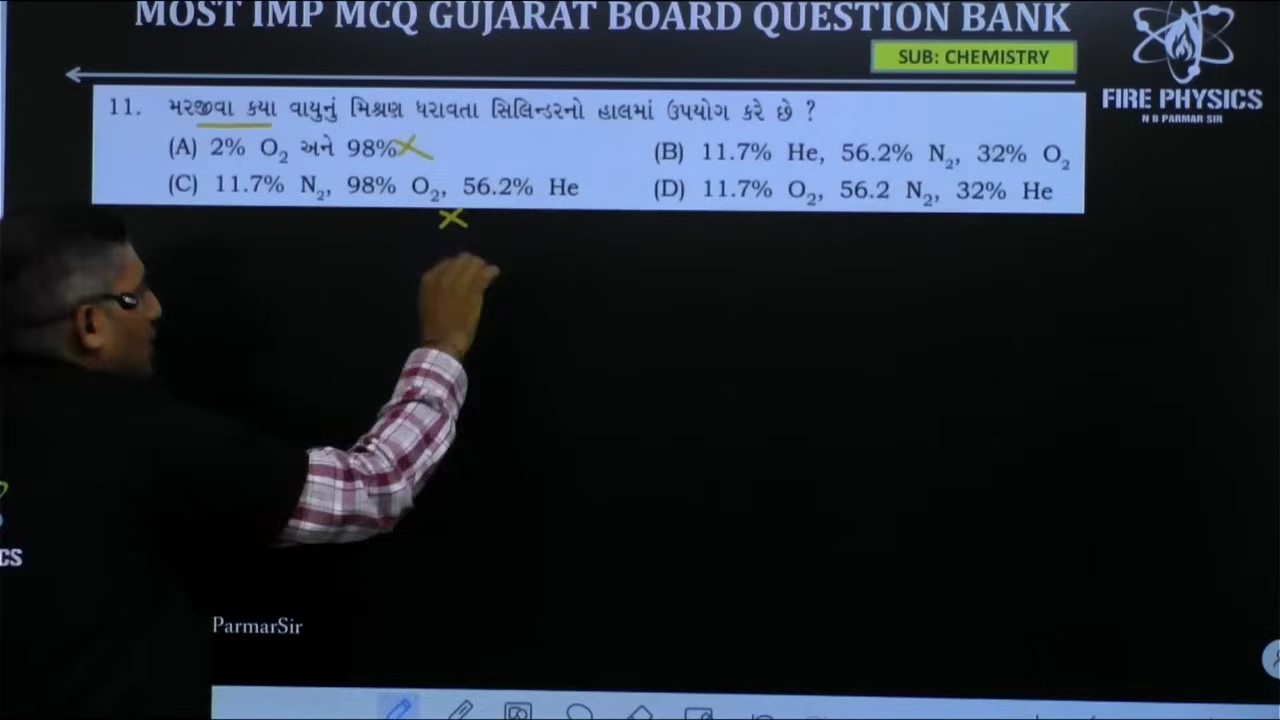 MOST IMP MCQ GUJARAT BOARD QUESTION BANK
SUB: CHEMISTRY
FIRE PHYSICS
N B PARMAR SIR
11. મરજીવા કયા વાયુનું મિશ્રણ ધરાવતા સિલિન્ડરનો હાલમાં ઉપયોગ કરે છે ?
(A) 2% O₂ અને 98% (B) 11.7% He, 56.2% N₂, 32% O₂
(C) 11.7% N₂, 98% O₂, 56.2% He (D) 11.7% O₂, 56.2 N₂, 32% He
CS
ParmarSir